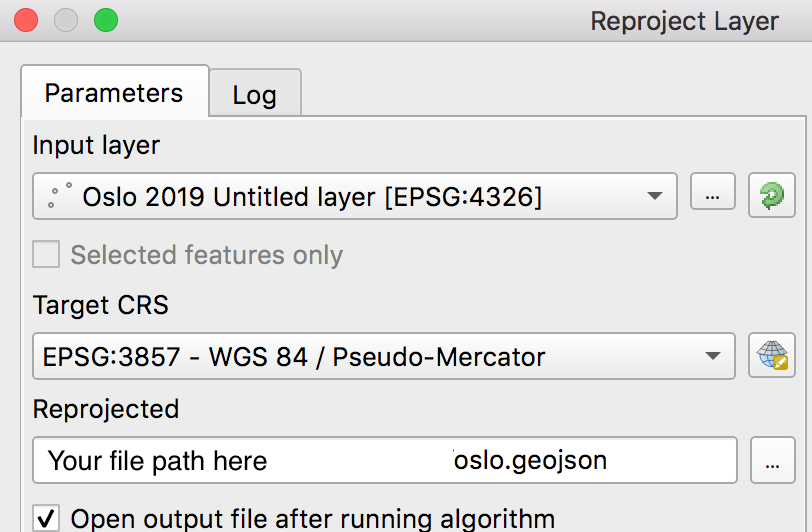 Reproject Layer
Parameters
Log
Input layer
Oslo 2019 Untitled layer [EPSG:4326]
...
Selected features only
Target CRS
EPSG:3857 - WGS 84 / Pseudo-Mercator
Reprojected
Your file path here /oslo.geojson
...
Open output file after running algorithm